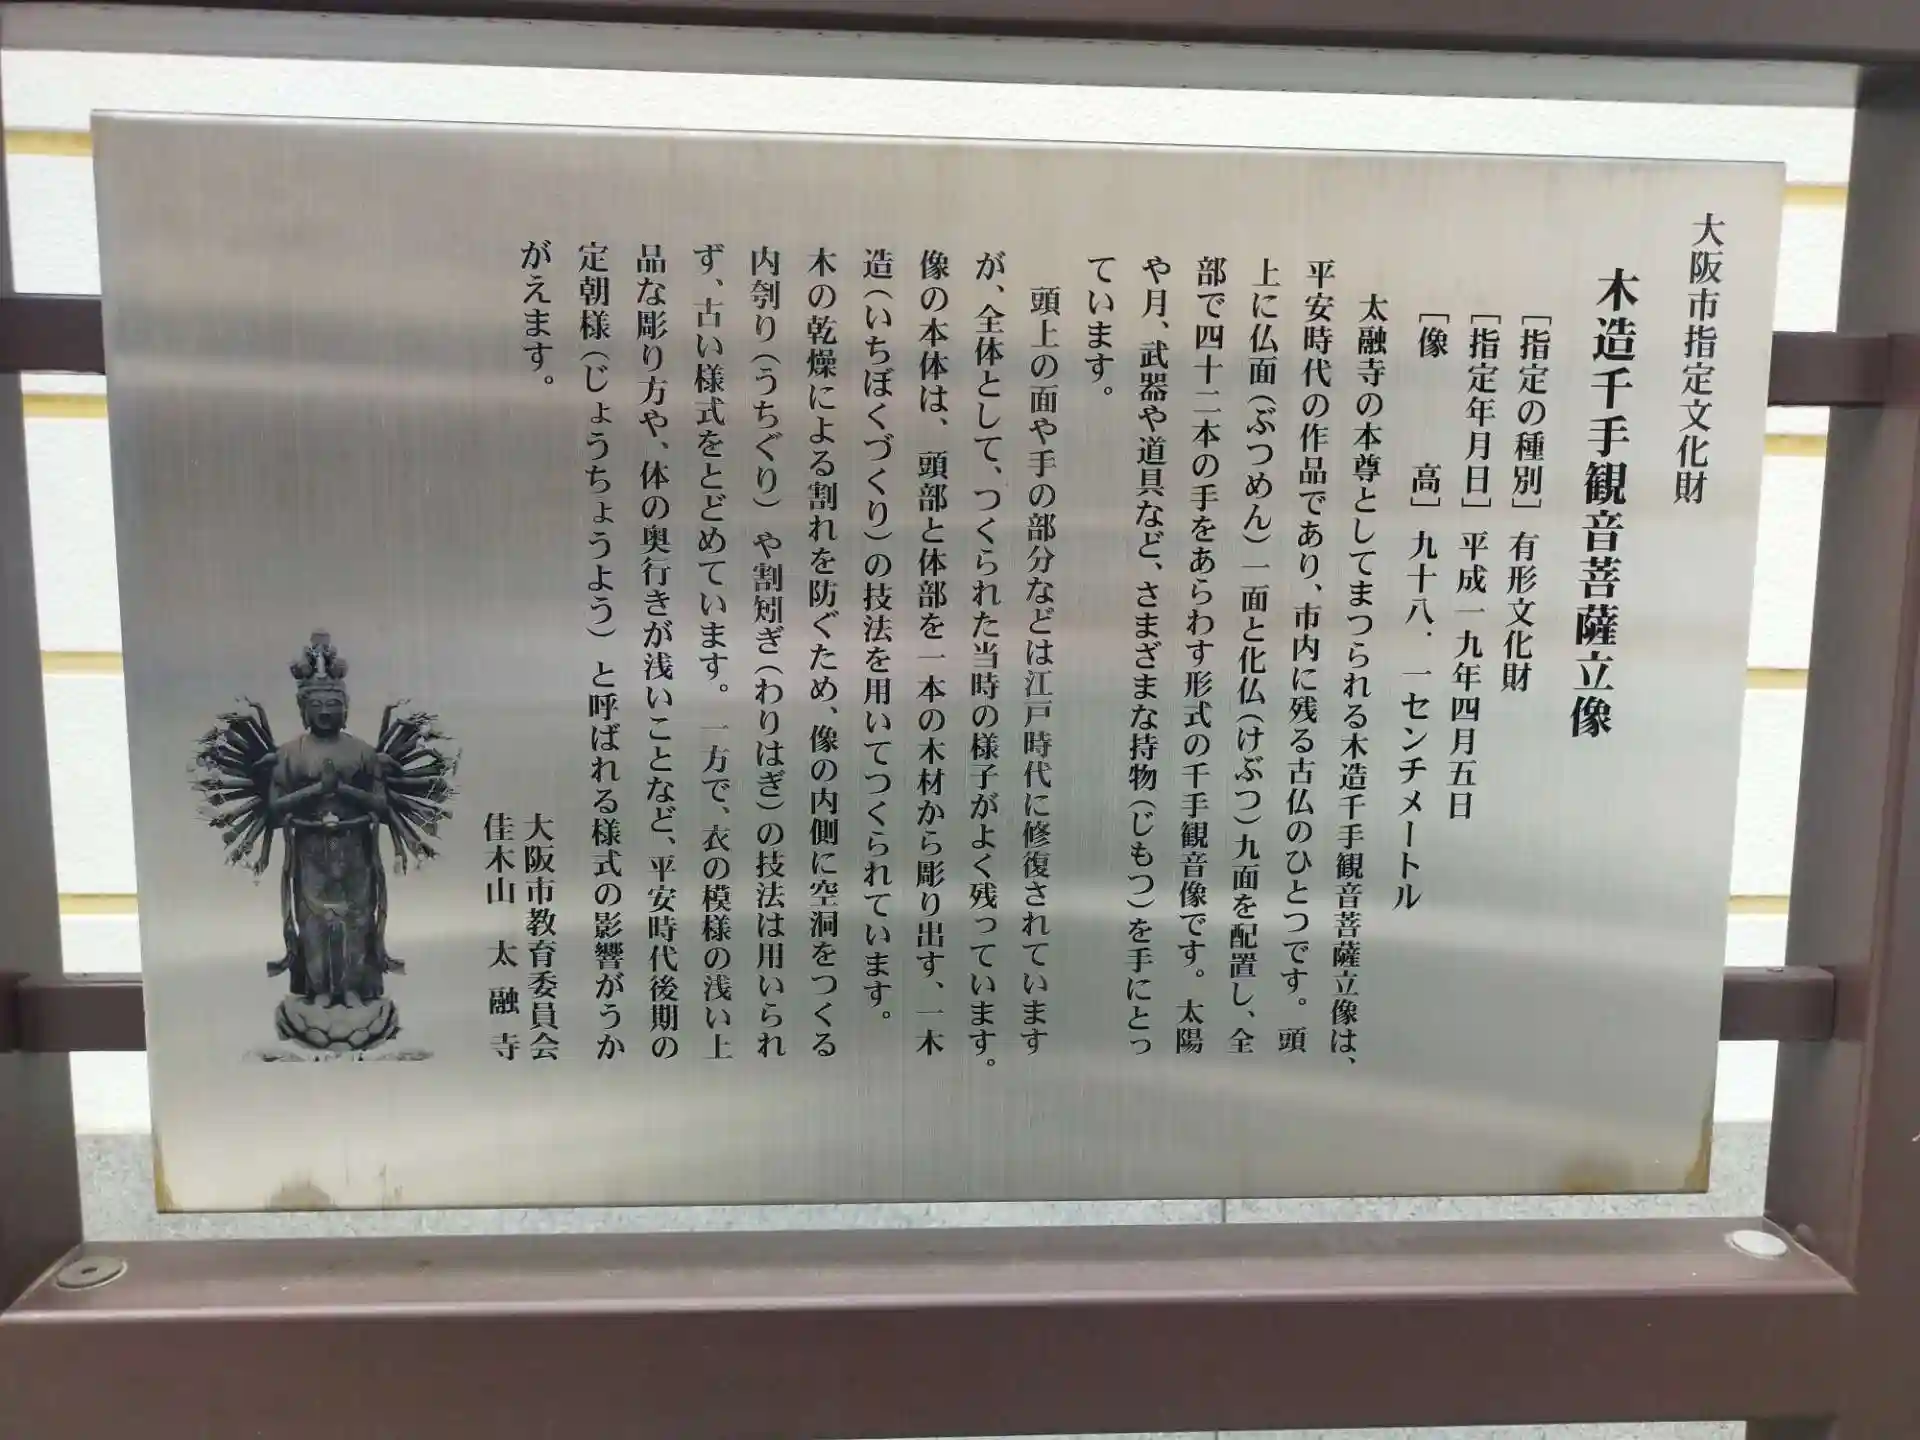 大阪市指定文化財
木造千手観音菩薩立像
［指定の種別］ 有形文化財
［指定年月日］ 平成一九年四月五日
［像　　　高］ 九十八．一センチメートル
太融寺の本尊としてまつられる木造千手観音菩薩立像は、
平安時代の作品であり、市内に残る古仏のひとつです。頭
上に仏面（ぶつめん）一面と化仏（けぶつ）九面を配置し、全
部で四十二本の手をあらわす形式の千手観音像です。太陽
や月、武器や道具など、さまざまな持物（じもつ）を手にとっ
ています。
頭上の面や手の部分などは江戸時代に修復されています
が、全体として、つくられた当時の様子がよく残っています。
像の本体は、頭部と体部を一本の木材から彫り出す、一木
造（いちぼくづくり）の技法を用いてつくられています。
木の乾燥による割れを防ぐため、像の内側に空洞をつくる
内刳り（うちぐり）や割矧ぎ（わりはぎ）の技法は用いられ
ず、古い様式をとどめています。一方で、衣の模様の浅い上
品な彫り方や、体の奥行きが浅いことなど、平安時代後期の
定朝様（じょうちょうよう）と呼ばれる様式の影響がうか
がえます。
大阪市教育委員会
佳木山　太融寺